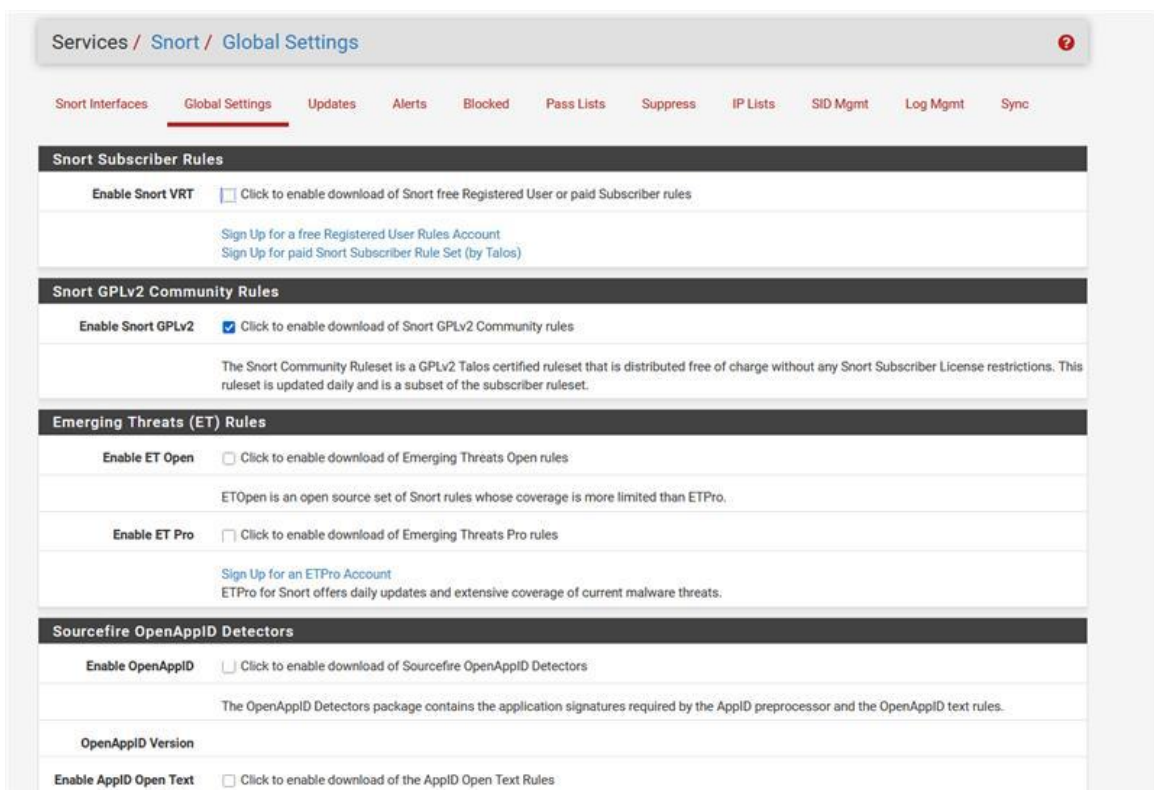 Services / Snort / Global Settings
Snort Interfaces Global Settings Updates Alerts Blocked Pass Lists Suppress IP Lists SID Mgmt Log Mgmt Sync
Snort Subscriber Rules
Enable Snort VRT Click to enable download of Snort free Registered User or paid Subscriber rules
Sign Up for a free Registered User Rules Account
Sign Up for paid Snort Subscriber Rule Set (by Talos)
Snort GPLv2 Community Rules
Enable Snort GPLv2 Click to enable download of Snort GPLv2 Community rules
The Snort Community Ruleset is a GPLv2 Talos certified ruleset that is distributed free of charge without any Snort Subscriber License restrictions. This
ruleset is updated daily and is a subset of the subscriber ruleset.
Emerging Threats (ET) Rules
Enable ET Open Click to enable download of Emerging Threats Open rules
ETOpen is an open source set of Snort rules whose coverage is more limited than ETPro.
Enable ET Pro Click to enable download of Emerging Threats Pro rules
Sign Up for an ETPro Account
ETPro for Snort offers daily updates and extensive coverage of current malware threats.
Sourcefire OpenAppID Detectors
Enable OpenAppID Click to enable download of Sourcefire OpenAppID Detectors
The OpenAppID Detectors package contains the application signatures required by the AppID preprocessor and the OpenAppID text rules.
OpenAppID Version
Enable AppID Open Text Click to enable download of the AppID Open Text Rules